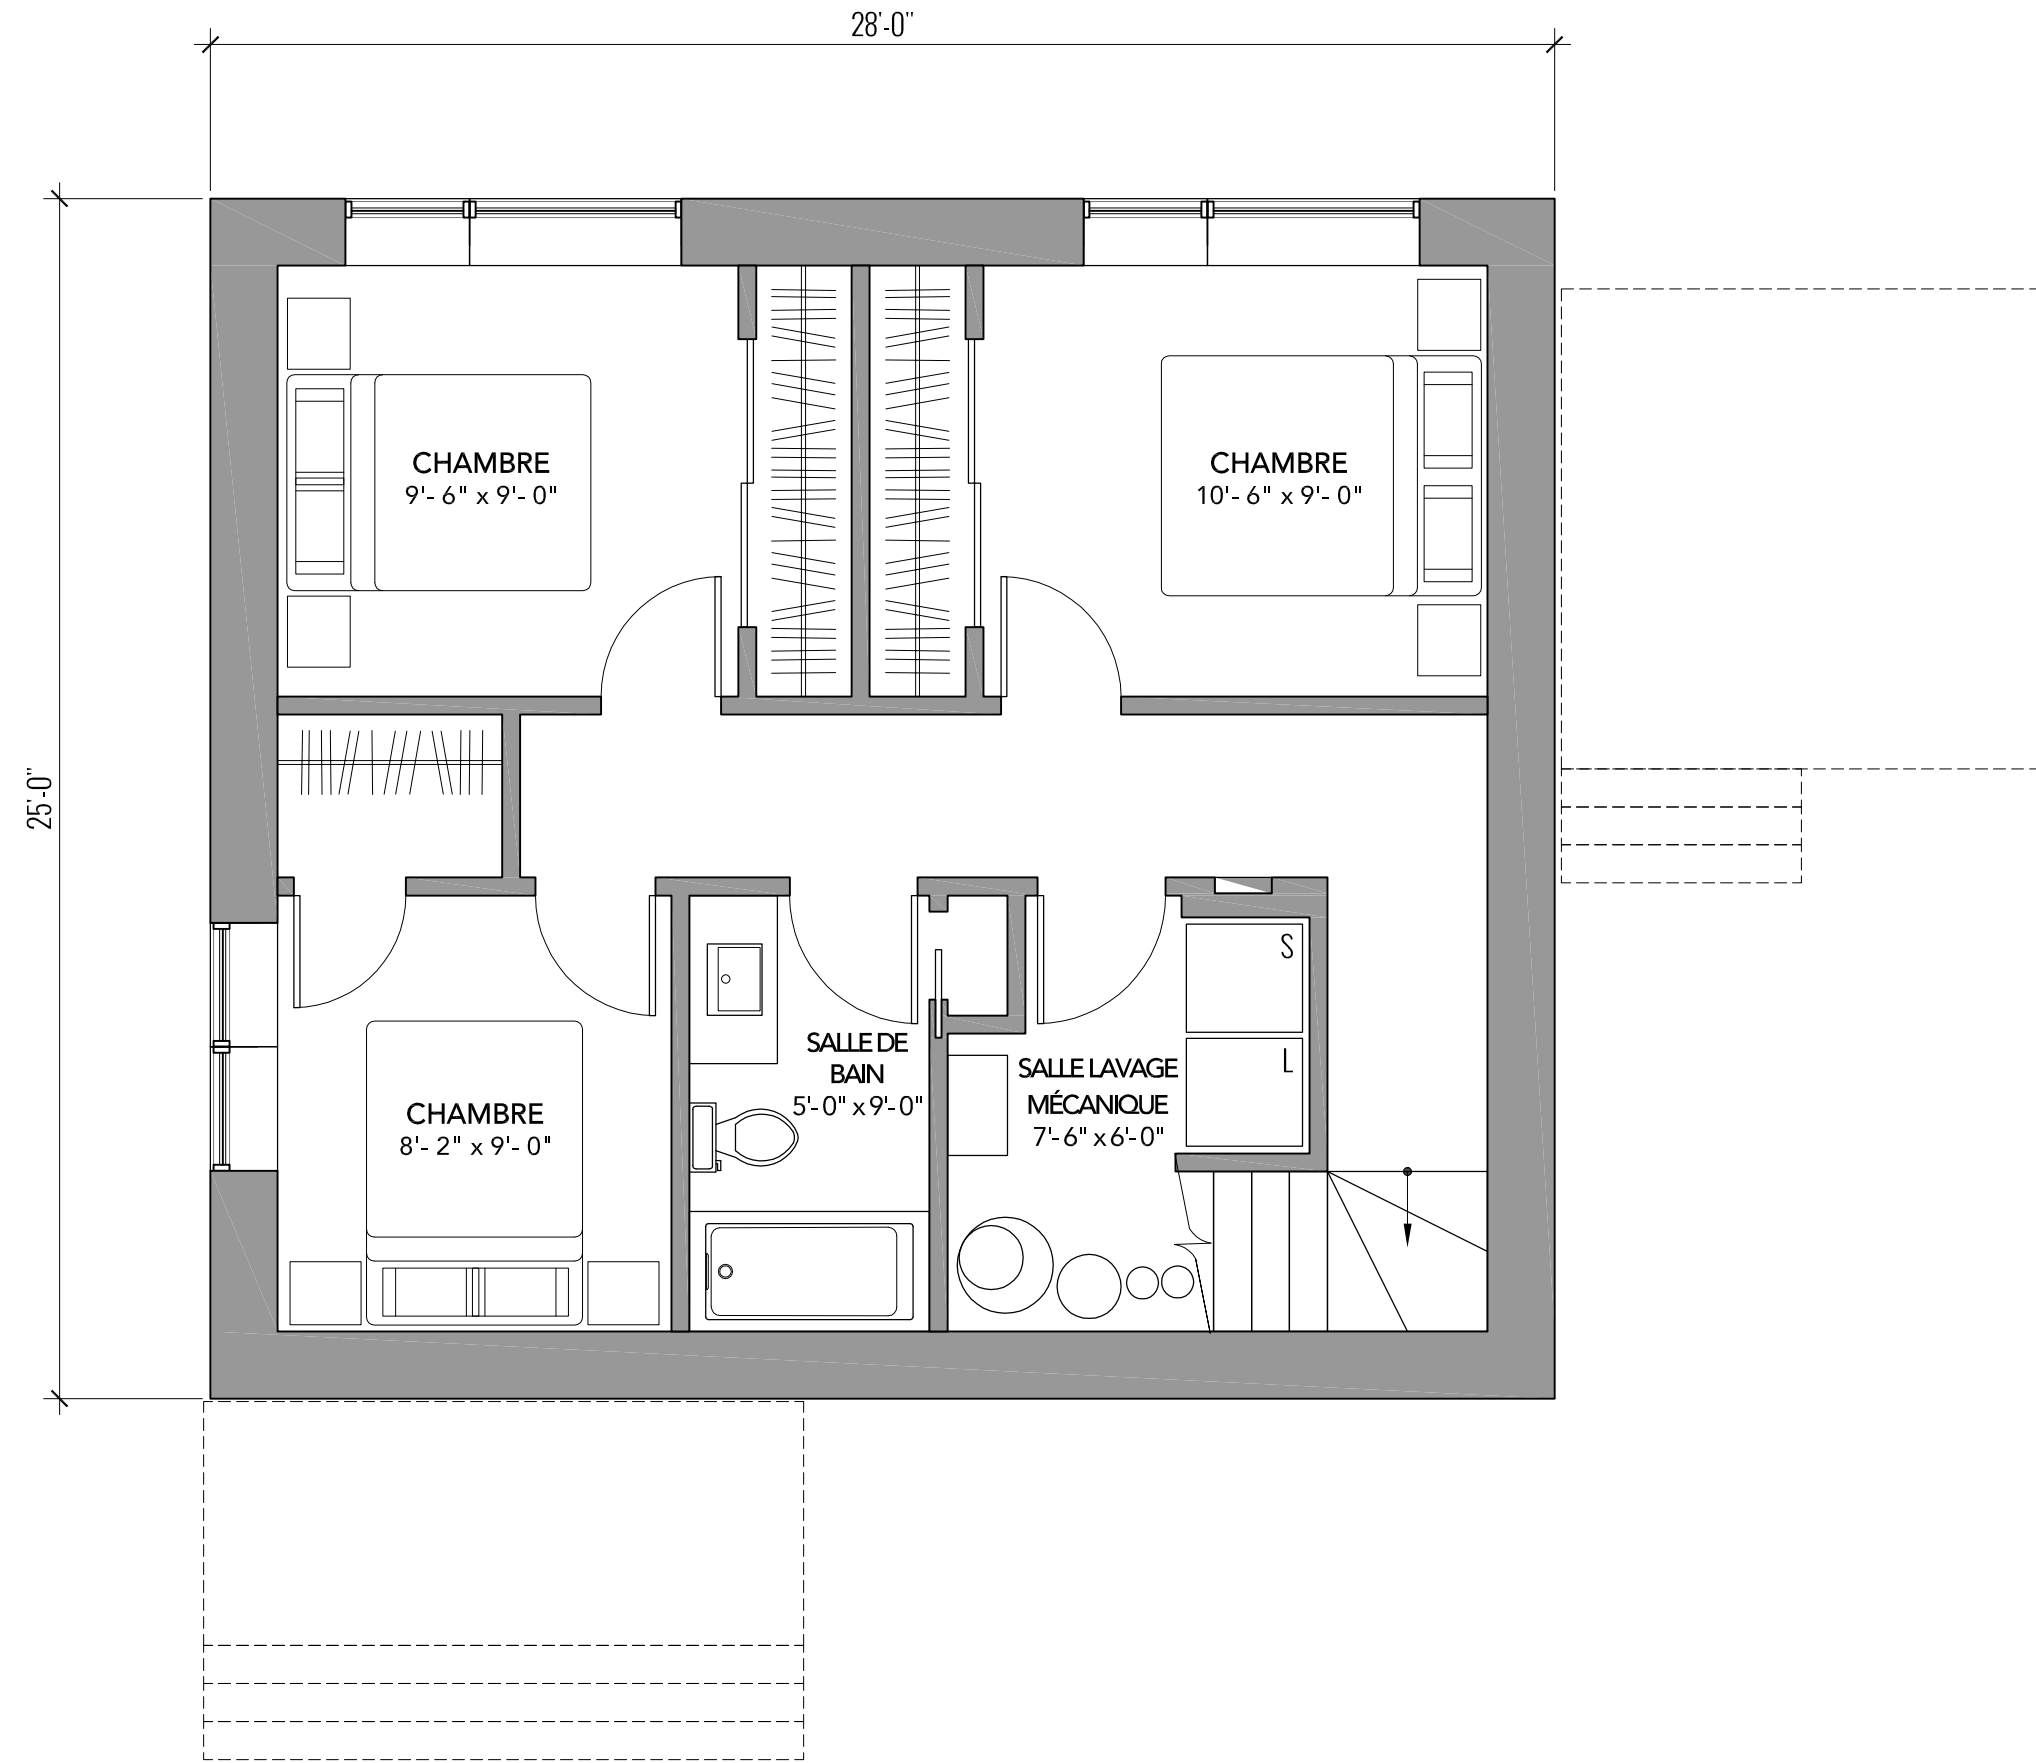 28'-0"
25'-0"
CHAMBRE
9'- 6" x 9'- 0"
CHAMBRE
10'- 6" x 9'- 0"
CHAMBRE
8'- 2" x 9'- 0"
SALLE DE
BAIN
5'-0" x 9'-0"
SALLE LAVAGE
MÉCANIQUE
7'-6" x 6'-0"
S
L